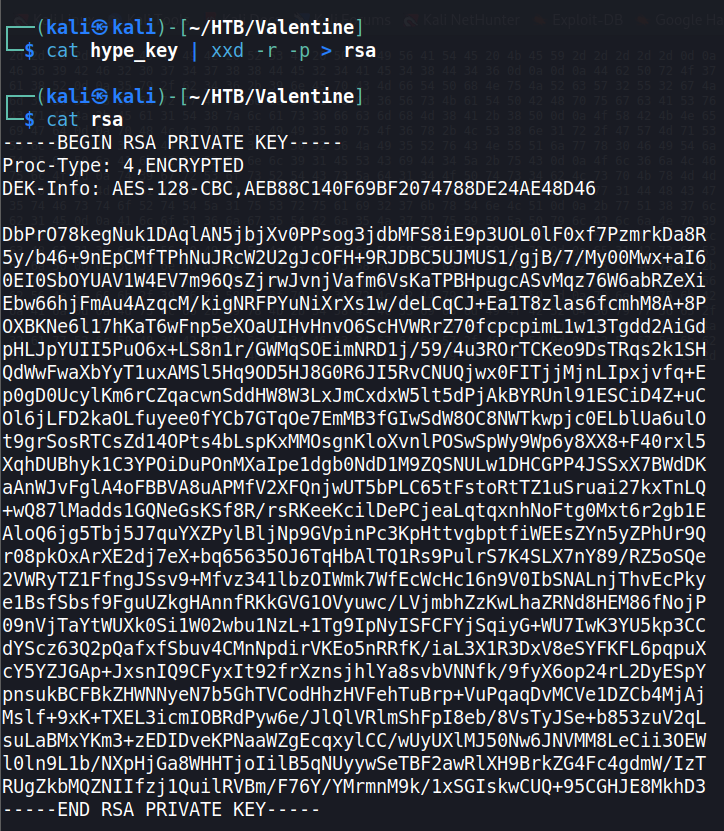 ┌──(kali㉿kali)-[~/HTB/Valentine]
└─$ cat hype_key | xxd -r -p > rsa
┌──(kali㉿kali)-[~/HTB/Valentine]
└─$ cat rsa
-----BEGIN RSA PRIVATE KEY-----
Proc-Type: 4,ENCRYPTED
DEK-Info: AES-128-CBC,AEB88C140F69BF2074788DE24AE48D46
DbPrO78kegNuk1DAqlAN5jbjXv0PPsog3jdbMFS8iE9p3UOL0lF0xf7PzmrkDa8R
5y/b46+9nEpCMfTPhNuJRcW2U2gJcOFH+9RJDBC5UJMUS1/gjB/7/My00Mwx+aI6
0EI0SbOYUAV1W4EV7m96QsZjrwJvnjVafm6VsKaTPBHpugcASvMqz76W6abRZeXi
Ebw66hjFmAu4AzqcM/kigNRFPYuNiXrXs1w/deLCqCJ+Ea1T8zlas6fcmhM8A+8P
OXBKNe6l17hKaT6wFnp5eXOaUIHvHnvO6ScHVWRrZ70fcpcpimL1w13Tgdd2AiGd
pHLJpYUII5PuO6x+LS8n1r/GWMqSOEimNRD1j/59/4u3ROrTCKeo9DsTRqs2k1SH
QdWwFwaXbYyT1uxAMSl5Hq9OD5HJ8G0R6JI5RvCNUQjwx0FITjjMjnLIpxjvfq+E
p0gD0UcylKm6rCZqacwnSddHW8W3LxJmCxdxW5lt5dPjAkBYRUnl91ESCiD4Z+uC
Ol6jLFD2kaOLfuyee0fYCb7GTqOe7EmMB3fGIwSdW8OC8NWTkwpjc0ELblUa6ulO
t9grSosRTCsZd14OPts4bLspKxMMOsgnKloXvnlPOSwSpWy9Wp6y8XX8+F40rxl5
XqhDUBhyk1C3YPOiDuPOnMXaIpe1dgb0NdD1M9ZQSNULw1DHCGPP4JSSxX7BWdDK
aAnWJvFglA4oFBBVA8uAPMfV2XFQnjwUT5bPLC65tFstoRtTZ1uSruai27kxTnLQ
+wQ87lMadds1GQNeGsKSf8R/rsRKeeKcilDePCjeaLqtqxnhNoFtg0Mxt6r2gb1E
AloQ6jg5Tbj5J7quYXZPylBljNp9GVpinPc3KpHttvgbptfiWEEsZYn5yZPhUr9Q
r08pkOxArXE2dj7eX+bq65635OJ6TqHbAlTQ1Rs9PulrS7K4SLX7nY89/RZ5oSQe
2VWRyTZ1FfngJSsv9+Mfvz341lbzOIWmk7WfEcWcHc16n9V0IbSNALnjThvEcPky
e1BsfSbsf9FguUZkgHAnnfRKkGVG1OVyuwc/LVjmbhZzKwLhaZRNd8HEM86fNojP
09nVjTaYtWUXk0Si1W02wbu1NzL+1Tg9IpNyISFCFYjSqiyG+WU7IwK3YU5kp3CC
dYScz63Q2pQafxfSbuv4CMnNpdirVKEo5nRRfK/iaL3X1R3DxV8eSYFKFL6pqpuX
cY5YZJGAp+JxsnIQ9CFyxIt92frXznsjhlYa8svbVNNfk/9fyX6op24rL2DyESpY
pnsukBCFBkZHWNNyeN7b5GhTVCodHhzHVFehTuBrp+VuPqaqDvMCVe1DZCb4MjAj
Mslf+9xK+TXEL3icmIOBRdPyw6e/JlQlVRlmShFpI8eb/8VsTyJSe+b853zuV2qL
suLaBMxYKm3+zEDIDveKPNaaWZgEcqxylCC/wUyUXlMJ50Nw6JNVMM8LeCii3OEW
l0ln9L1b/NXpHjGa8WHHTjoIilB5qNUyywSeTBF2awRlXH9BrkZG4Fc4gdmW/IzT
RUgZkbMQZNIIfzj1QuilRVBm/F76Y/YMrmnM9k/1xSGIskwCUQ+95CGHJE8MkhD3
-----END RSA PRIVATE KEY-----